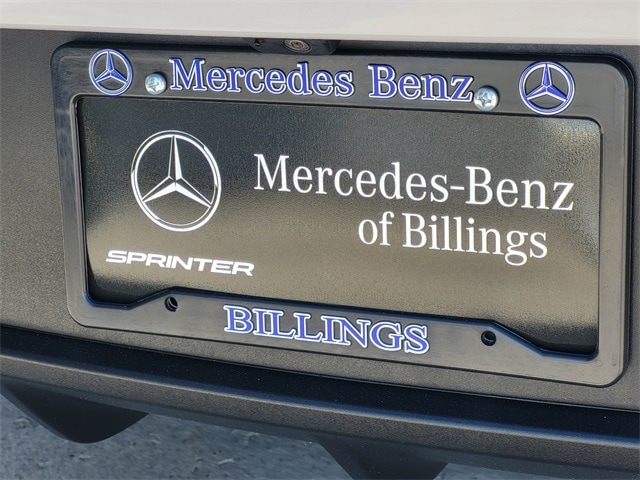 Mercedes Benz
Mercedes-Benz
of Billings
SPRINTER
BILLINGS